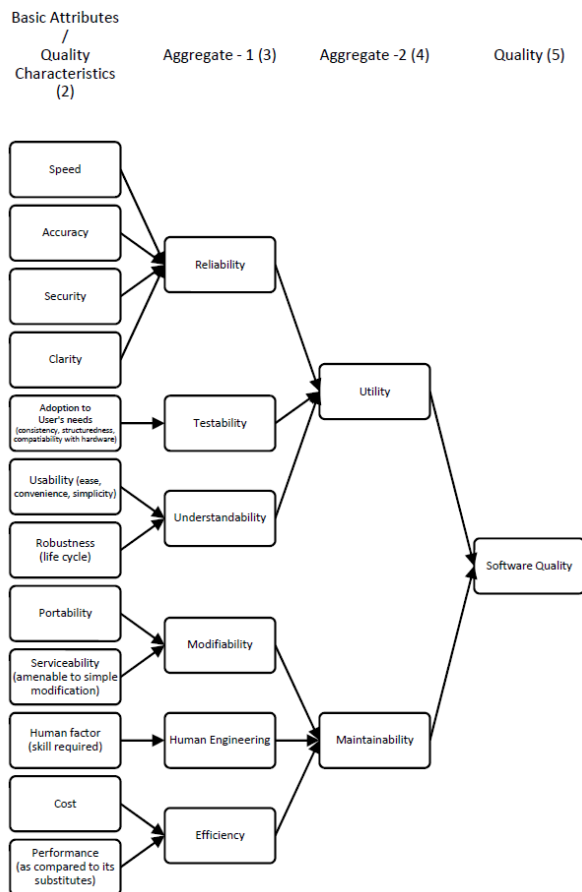 Basic Attributes
/
Quality
Characteristics
(2)
Aggregate - 1 (3)
Aggregate -2 (4)
Quality (5)
Speed
Accuracy
Security
Clarity
Adoption to
User's needs
(consistency, structuredness,
compatiability with hardware)
Usability (ease,
convenience, simplicity)
Robustness
(life cycle)
Portability
Serviceability
(amenable to simple
modification)
Human factor
(skill required)
Cost
Performance
(as compared to its
substitutes)
Reliability
Testability
Understandability
Modifiability
Human Engineering
Efficiency
Utility
Maintainability
Software Quality